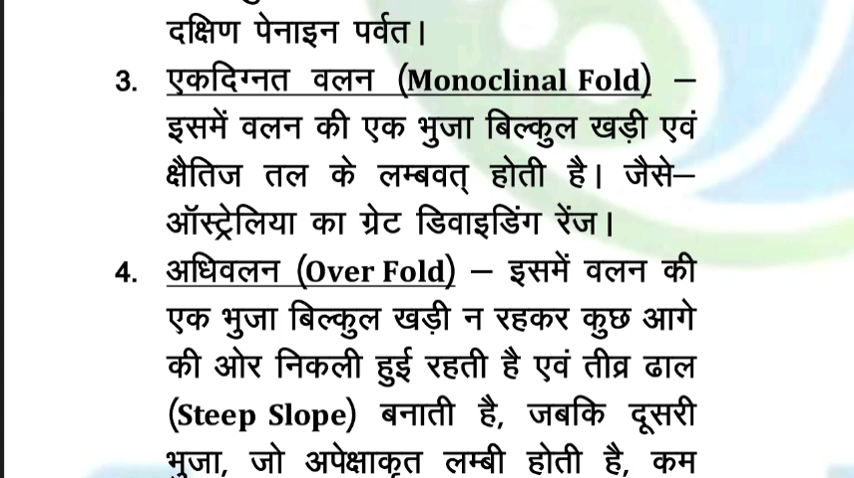 दक्षिण पेनाइन पर्वत।
3. एकदिग्नत वलन (Monoclinal Fold) –
इसमें वलन की एक भुजा बिल्कुल खड़ी एवं
क्षैतिज तल के लम्बवत् होती है। जैसे–
ऑस्ट्रेलिया का ग्रेट डिवाइडिंग रेंज।
4. अधिवलन (Over Fold) – इसमें वलन की
एक भुजा बिल्कुल खड़ी न रहकर कुछ आगे
की ओर निकली हुई रहती है एवं तीव्र ढाल
(Steep Slope) बनाती है, जबकि दूसरी
भुजा, जो अपेक्षाकृत लम्बी होती है, कम